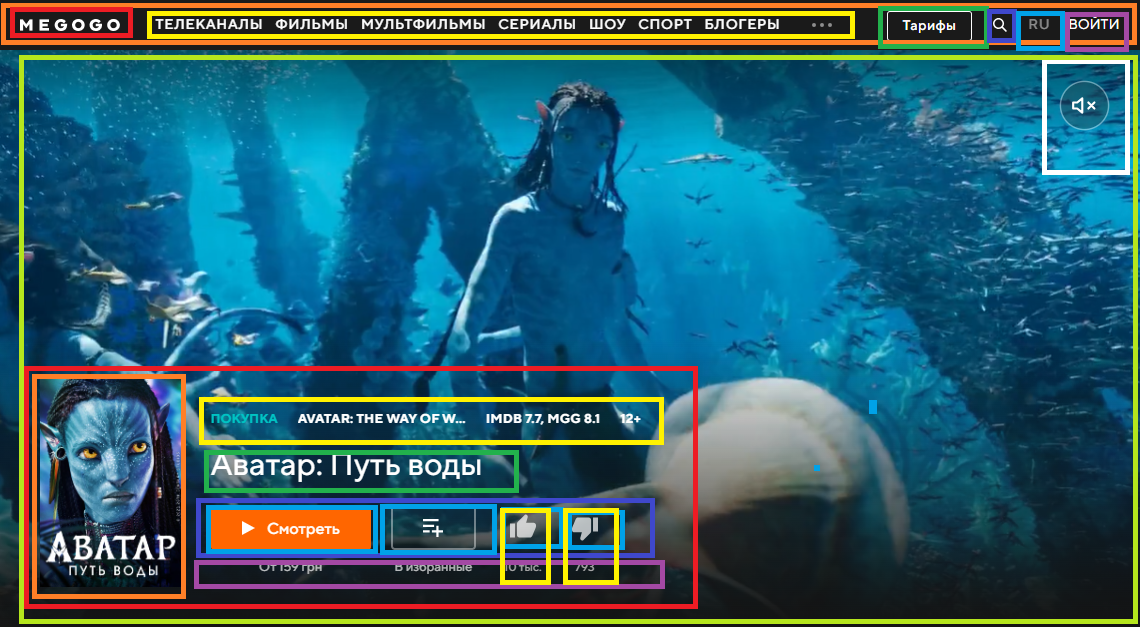 MEGOGO ТЕЛЕКАНАЛЫ ФИЛЬМЫ МУЛЬТФИЛЬМЫ СЕРИАЛЫ ШОУ СПОРТ БЛОГЕРЫ ••• Тарифы RU ВОЙТИ
ПОКУПКА AVATAR: THE WAY OF W... IMDB 7.7, MGG 8.1 12+
Аватар: Путь воды
Смотреть
От 159 грн В избранные 10 тыс. 793
АВАТАР
ПУТЬ ВОДЫ